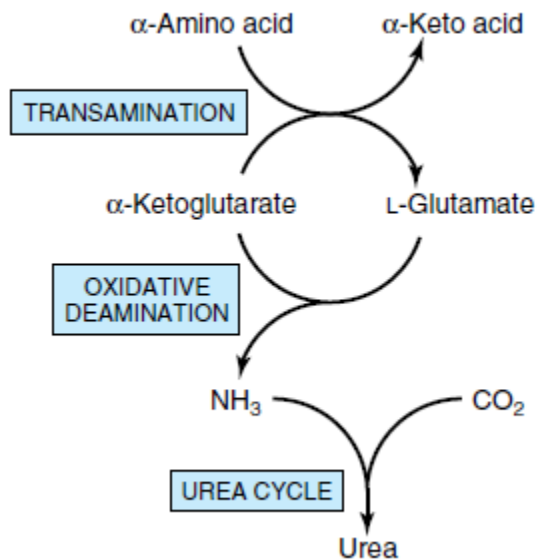 α-Amino acid
α-Keto acid
TRANSAMINATION
α-Ketoglutarate
L-Glutamate
OXIDATIVE
DEAMINATION
NH₃
CO₂
UREA CYCLE
Urea